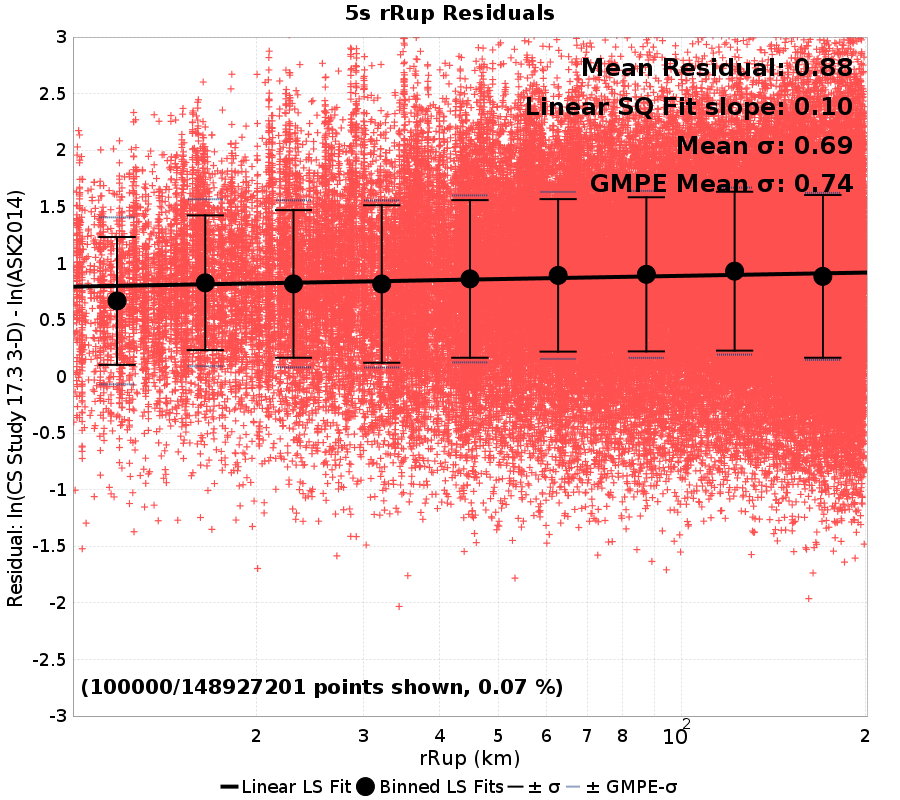 5s rRup Residuals
Residual: ln(CS Study 17.3 3-D) - ln(ASK2014)
3
2.5
2
1.5
1
0.5
0
-0.5
-1
-1.5
-2
-2.5
-3
Mean Residual: 0.88
Linear SQ Fit slope: 0.10
Mean σ: 0.69
GMPE Mean σ: 0.74
(100000/148927201 points shown, 0.07 %)
2 3 4 5 6 7 8 10² 2
rRup (km)
Linear LS Fit Binned LS Fits ± σ ± GMPE-σ